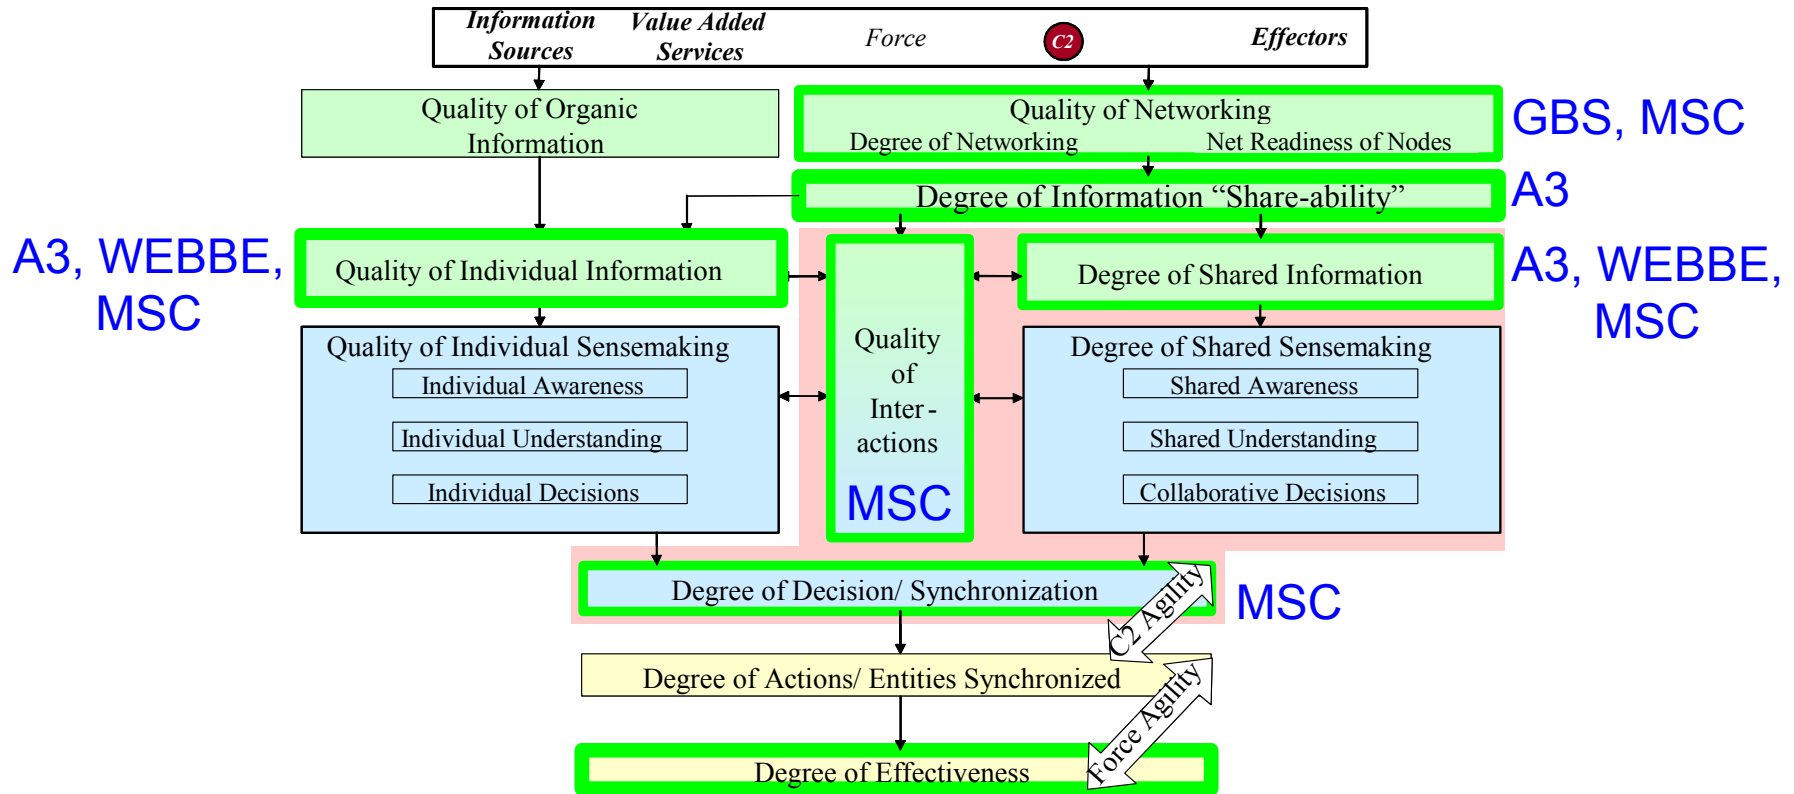 Information Sources
Value Added Services
Force
C2
Effectors
Quality of Organic
Information
Quality of Networking
Degree of Networking
Net Readiness of Nodes
GBS, MSC
Degree of Information “Share-ability”
A3
A3, WEBBE,
MSC
Quality of Individual Information
Degree of Shared Information
A3, WEBBE,
MSC
Quality of Individual Sensemaking
Individual Awareness
Individual Understanding
Individual Decisions
Quality
of
Inter-
actions
MSC
Degree of Shared Sensemaking
Shared Awareness
Shared Understanding
Collaborative Decisions
Degree of Decision/ Synchronization
C2 Agility
MSC
Degree of Actions/ Entities Synchronized
Force Agility
Degree of Effectiveness